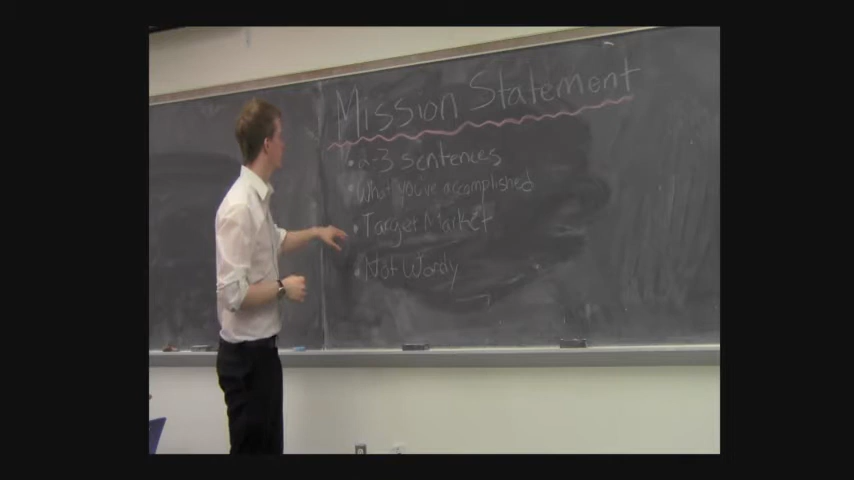 Mission Statement
• 2-3 sentences
• What you've accomplished
• Target Market
• Not Wordy